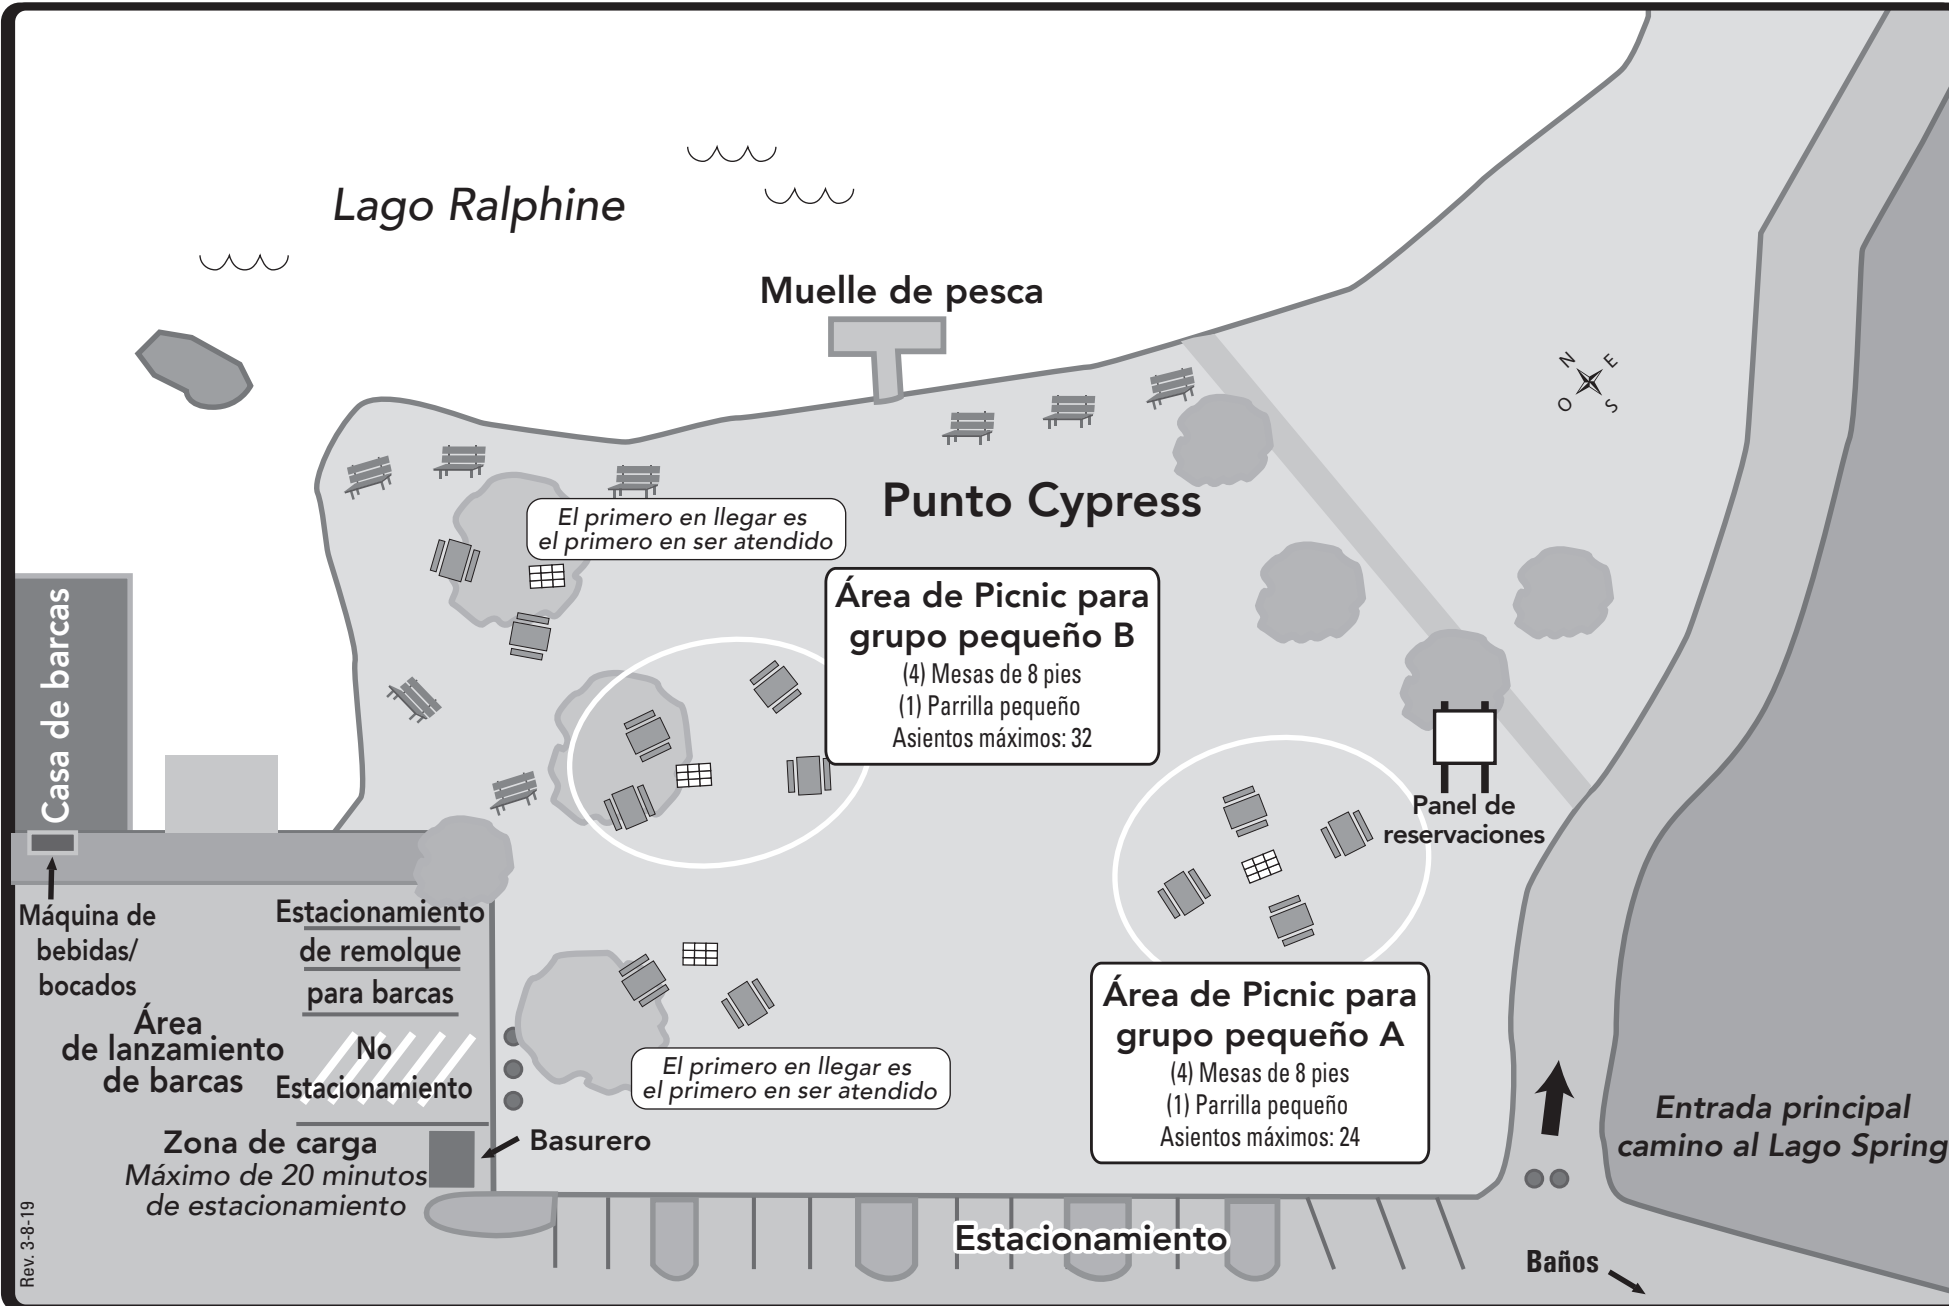 Lago Ralphine
Muelle de pesca
N
E
O
S
Punto Cypress
El primero en llegar es
el primero en ser atendido
Área de Picnic para
grupo pequeño B
(4) Mesas de 8 pies
(1) Parrilla pequeño
Asientos máximos: 32
Casa de barcas
Panel de
reservaciones
Máquina de
bebidas/
bocados
Estacionamiento
de remolque
para barcas
Área
de lanzamiento
de barcas
No
Estacionamiento
El primero en llegar es
el primero en ser atendido
Área de Picnic para
grupo pequeño A
(4) Mesas de 8 pies
(1) Parrilla pequeño
Asientos máximos: 24
Zona de carga
Máximo de 20 minutos
de estacionamiento
Basurero
Entrada principal
camino al Lago Spring
Estacionamiento
Baños
Rev. 3-8-19